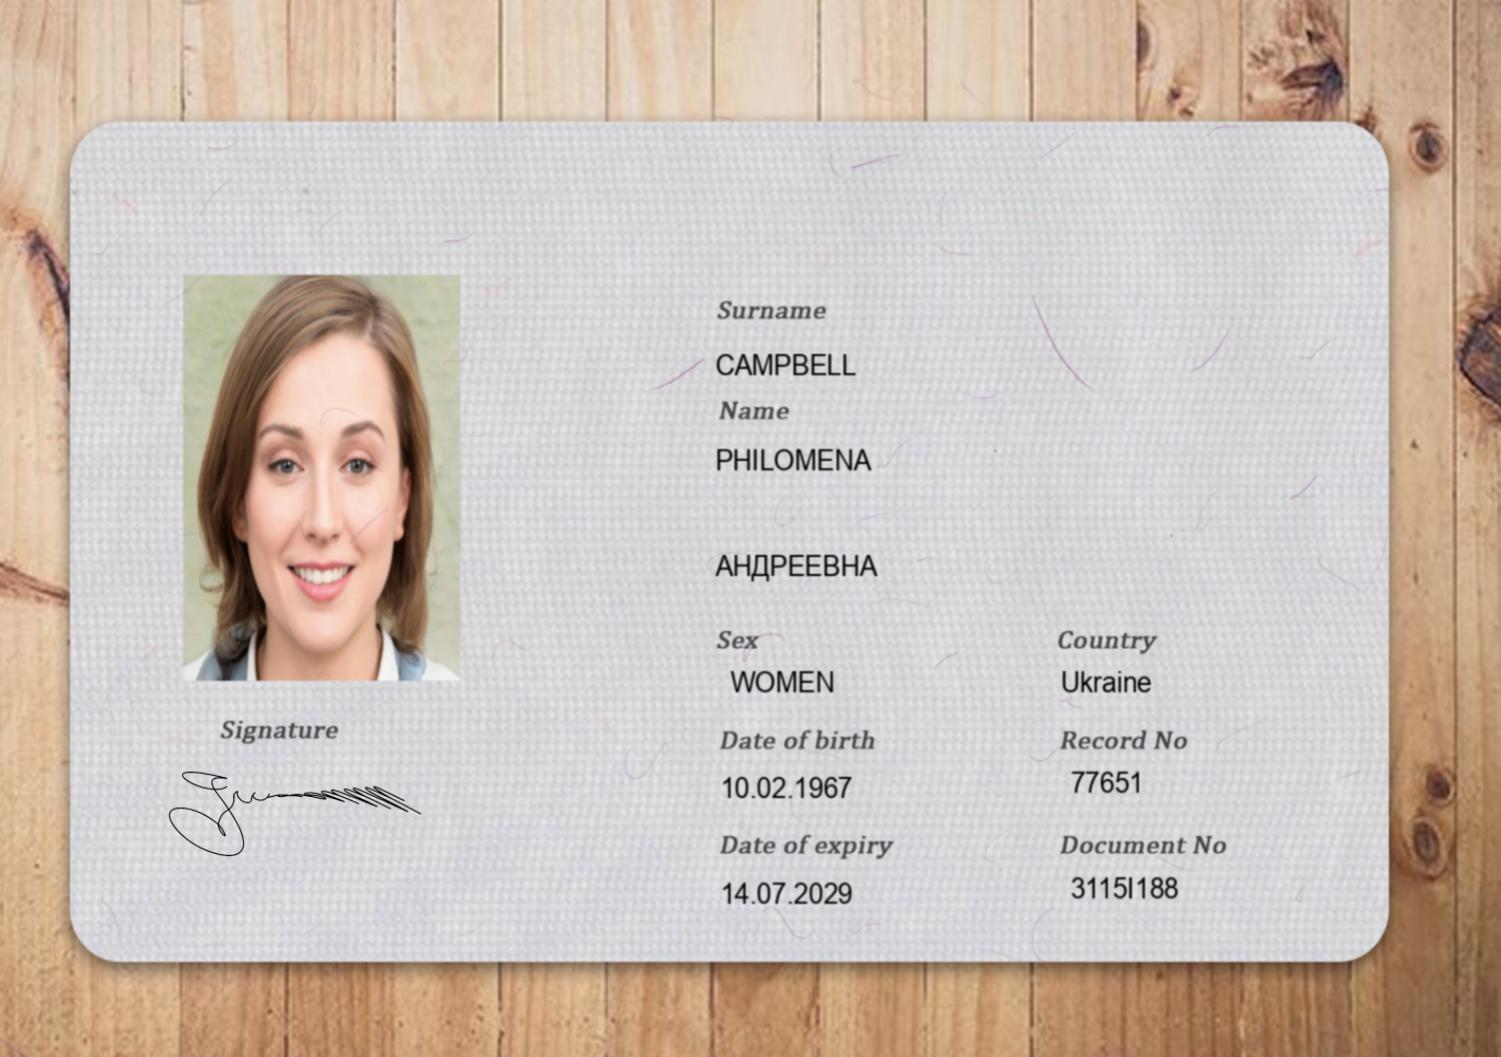 Surname
CAMPBELL
Name
PHILOMENA
АНДРЕЕВНА
Sex
Country
WOMEN
Ukraine
Date of birth
Record No
10.02.1967
77651
Date of expiry
Document No
14.07.2029
3115I188
Signature